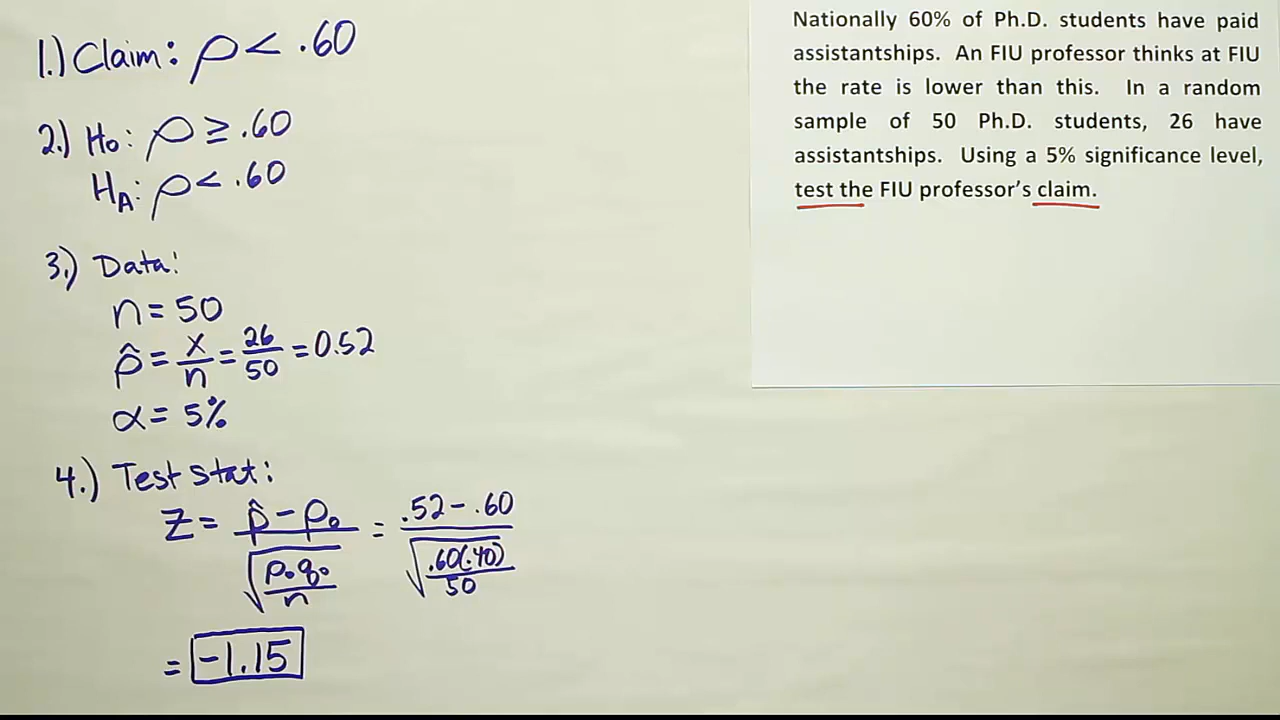 1.) Claim: p < .60
2.) Ho: p ≥ .60
HA: p < .60
3.) Data:
n = 50
p̂ = x/n = 26/50 = 0.52
α = 5%
4.) Test stat:
Z = (p̂ - p₀)/√(p₀q₀/n) = (.52 - .60)/√(.60(.40)/50)
= -1.15
Nationally 60% of Ph.D. students have paid
assistantships. An FIU professor thinks at FIU
the rate is lower than this. In a random
sample of 50 Ph.D. students, 26 have
assistantships. Using a 5% significance level,
test the FIU professor's claim.